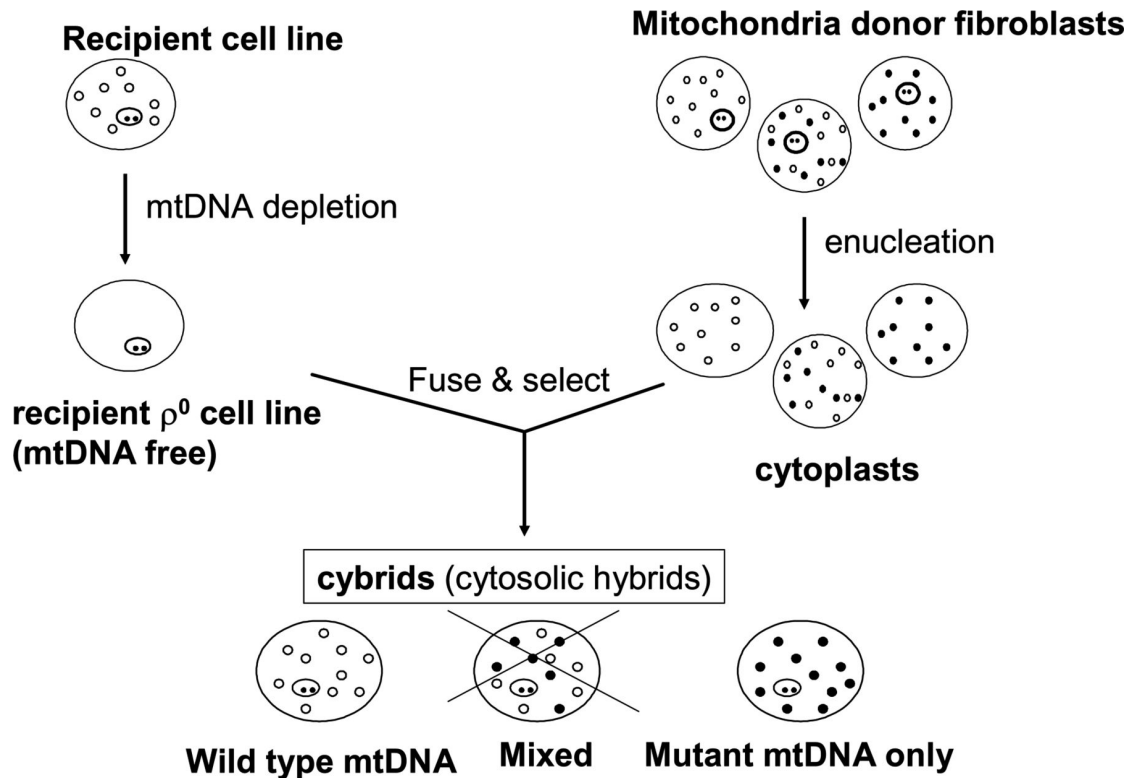 Recipient cell line
Mitochondria donor fibroblasts
mtDNA depletion
enucleation
Fuse & select
recipient ρ⁰ cell line
(mtDNA free)
cytoplasts
cybrids (cytosolic hybrids)
Wild type mtDNA
Mixed
Mutant mtDNA only